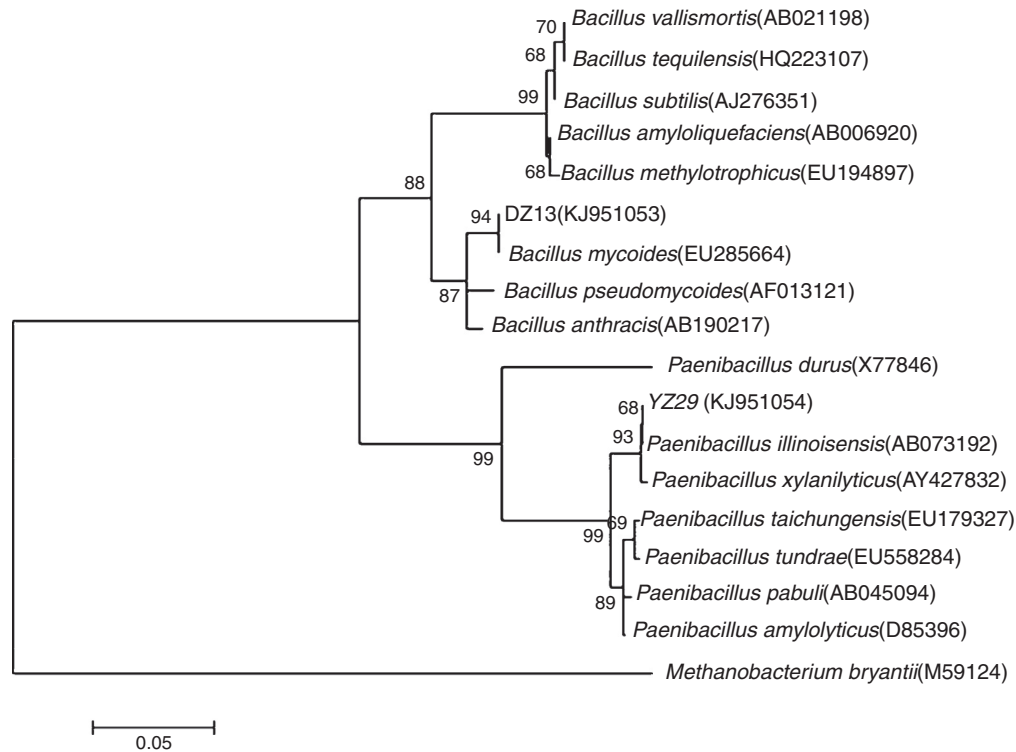 70
Bacillus vallismortis(AB021198)
68
Bacillus tequilensis(HQ223107)
99
Bacillus subtilis(AJ276351)
Bacillus amyloliquefaciens(AB006920)
68
Bacillus methylotrophicus(EU194897)
88
94
DZ13(KJ951053)
Bacillus mycoides(EU285664)
87
Bacillus pseudomycoides(AF013121)
Bacillus anthracis(AB190217)
Paenibacillus durus(X77846)
68
YZ29 (KJ951054)
93
Paenibacillus illinoisensis(AB073192)
99
Paenibacillus xylanilyticus(AY427832)
69
Paenibacillus taichungensis(EU179327)
99
Paenibacillus tundrae(EU558284)
89
Paenibacillus pabuli(AB045094)
Paenibacillus amylolyticus(D85396)
Methanobacterium bryantii(M59124)
0.05